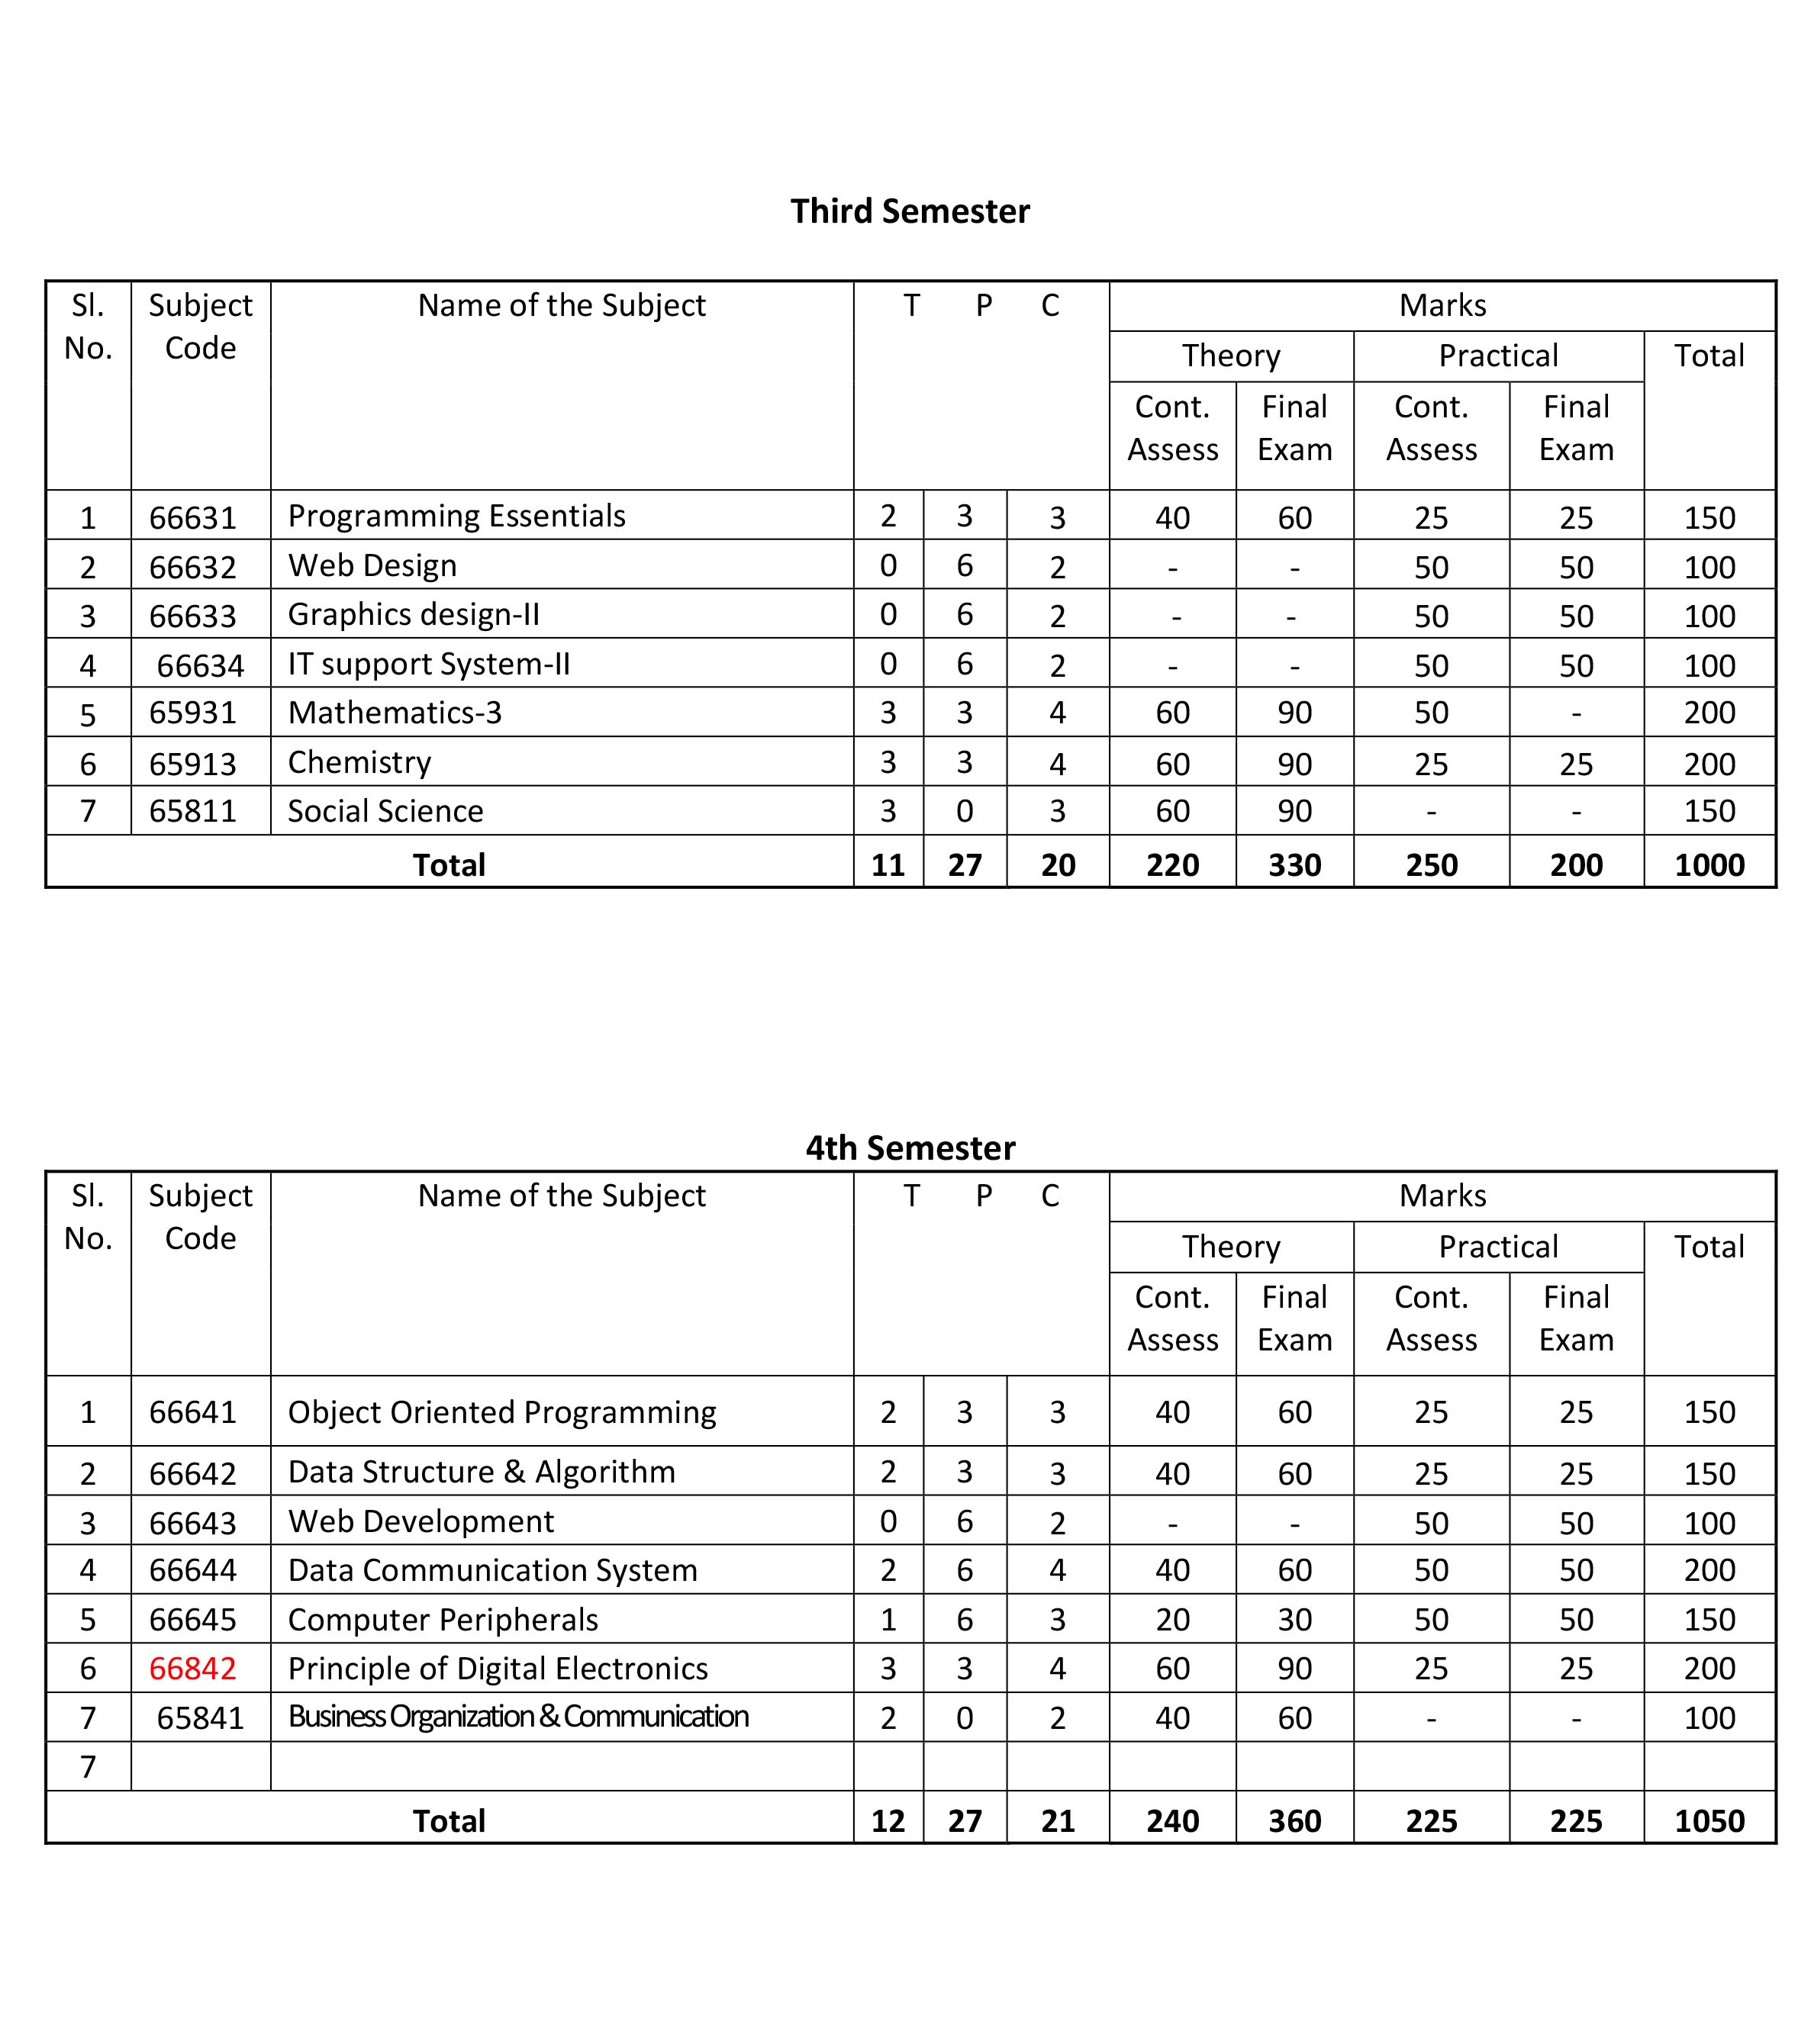 Third Semester
Sl. No. Subject Code Name of the Subject T P C Marks
Theory Practical Total
Cont. Assess Final Exam Cont. Assess Final Exam
1 66631 Programming Essentials 2 3 3 40 60 25 25 150
2 66632 Web Design 0 6 2 - - 50 50 100
3 66633 Graphics design-II 0 6 2 - - 50 50 100
4 66634 IT support System-II 0 6 2 - - 50 50 100
5 65931 Mathematics-3 3 3 4 60 90 50 - 200
6 65913 Chemistry 3 3 4 60 90 25 25 200
7 65811 Social Science 3 0 3 60 90 - - 150
Total 11 27 20 220 330 250 200 1000
4th Semester
Sl. No. Subject Code Name of the Subject T P C Marks
Theory Practical Total
Cont. Assess Final Exam Cont. Assess Final Exam
1 66641 Object Oriented Programming 2 3 3 40 60 25 25 150
2 66642 Data Structure & Algorithm 2 3 3 40 60 25 25 150
3 66643 Web Development 0 6 2 - - 50 50 100
4 66644 Data Communication System 2 6 4 40 60 50 50 200
5 66645 Computer Peripherals 1 6 3 20 30 50 50 150
6 66842 Principle of Digital Electronics 3 3 4 60 90 25 25 200
7 65841 Business Organization & Communication 2 0 2 40 60 - - 100
7
Total 12 27 21 240 360 225 225 1050